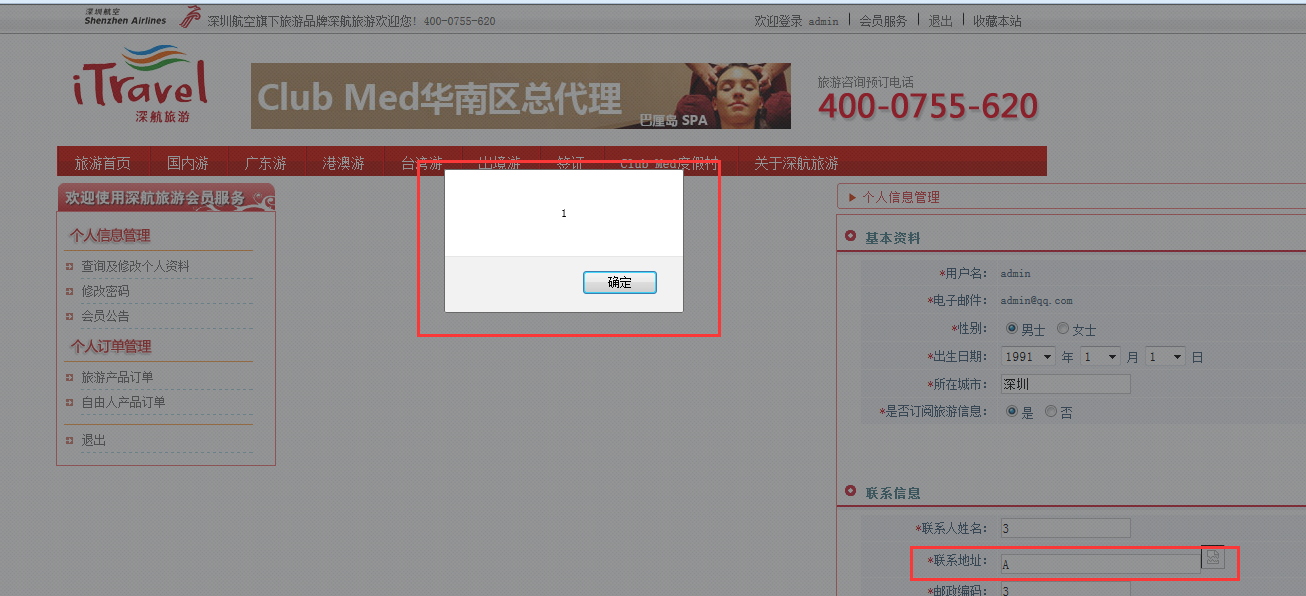 深圳航空
Shenzhen Airlines
深圳航空旗下旅游品牌深航旅游欢迎您! 400-0755-620
欢迎登录 admin | 会员服务 | 退出 | 收藏本站
iTravel
深航旅游
Club Med华南区总代理
巴厘岛 SPA
旅游咨询预订电话
400-0755-620
旅游首页 国内游 广东游 港澳游 台湾游 出境游 签证 Club Med度假村 关于深航旅游
欢迎使用深航旅游会员服务
个人信息管理
查询及修改个人资料
修改密码
会员公告
个人订单管理
旅游产品订单
自由人产品订单
退出
1
确定
个人信息管理
基本资料
*用户名: admin
*电子邮件: admin@qq.com
*性别: 男士 女士
*出生日期: 1991 年 1 月 1 日
*所在城市: 深圳
*是否订阅旅游信息: 是 否
联系信息
*联系人姓名: 3
*联系地址: A
*邮政编码: 3